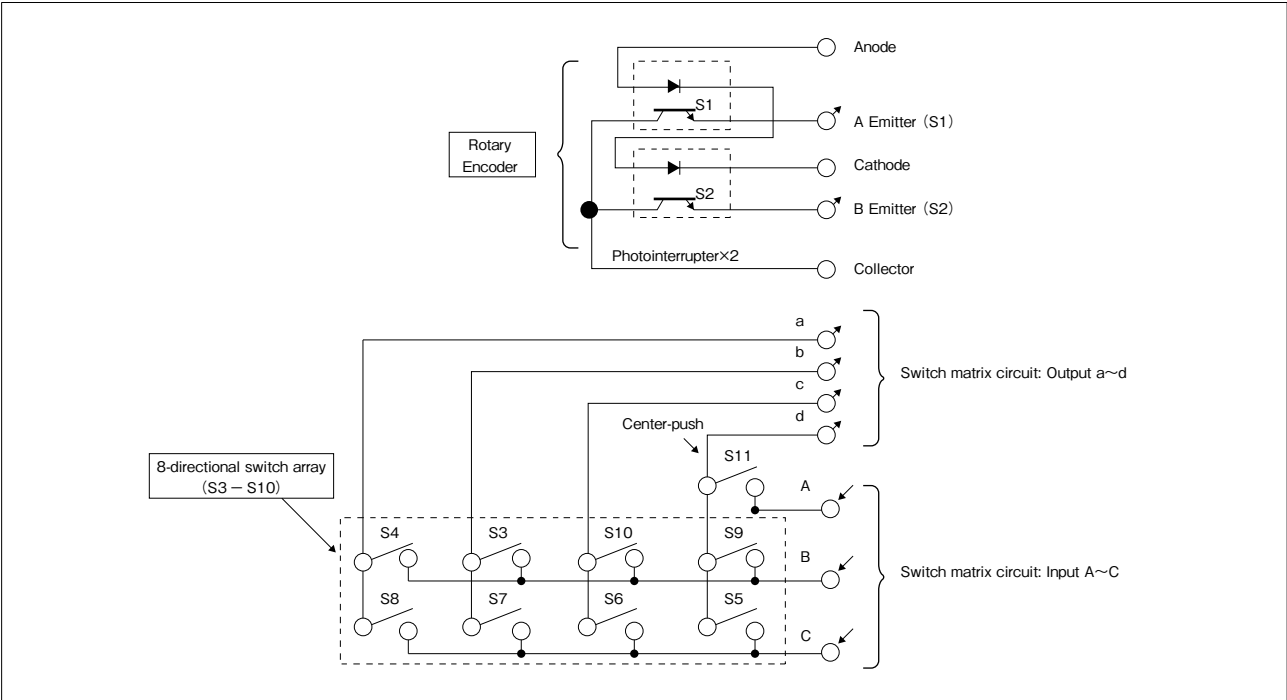 Anode
S1
A Emitter (S1)
Rotary
Encoder
Cathode
S2
B Emitter (S2)
Photointerrupter×2
Collector
a
b
c
d
Switch matrix circuit: Output a～d
Center-push
S11
8-directional switch array
(S3 － S10)
A
S4
S3
S10
S9
B
Switch matrix circuit: Input A～C
S8
S7
S6
S5
C